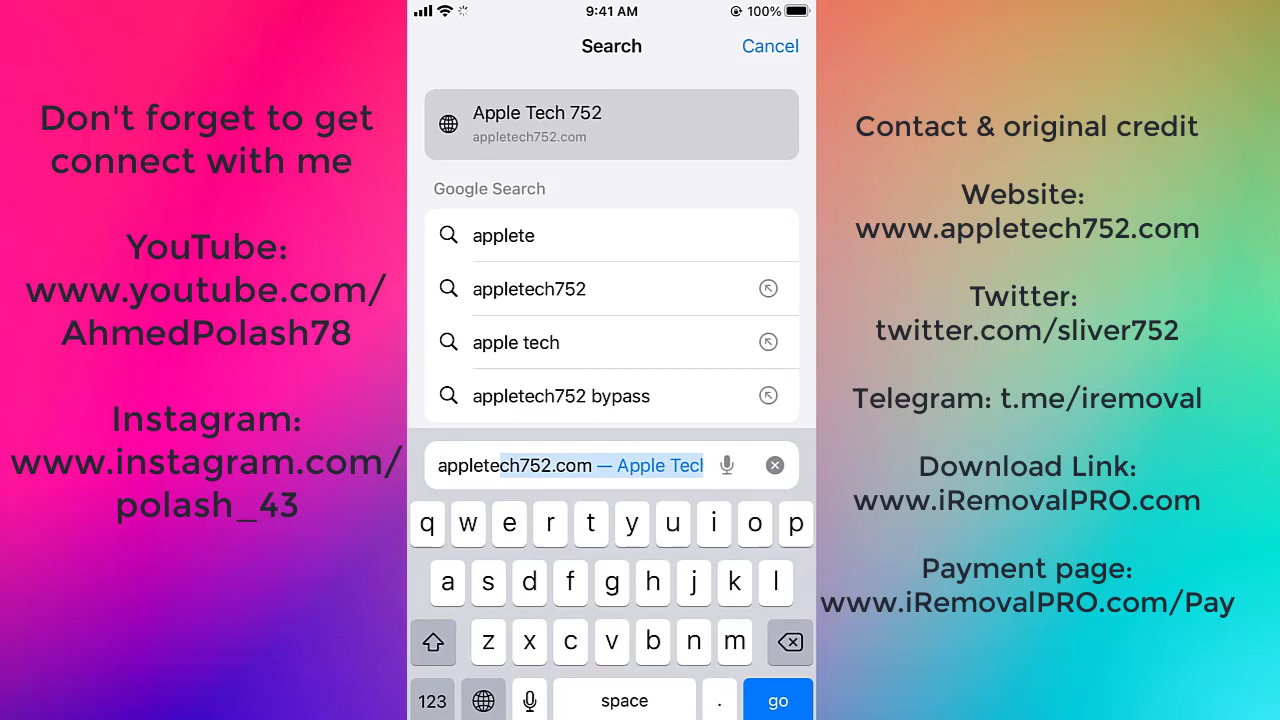 Don't forget to get
connect with me
YouTube:
www.youtube.com/
AhmedPolash78
Instagram:
www.instagram.com/
polash_43
9:41 AM
100%
Search
Cancel
Apple Tech 752
appletech752.com
Google Search
applete
appletech752
apple tech
appletech752 bypass
appletech752.com — Apple Tech
q w e r t y u i o p
a s d f g h j k l
z x c v b n m
123
space
.
go
Contact & original credit
Website:
www.appletech752.com
Twitter:
twitter.com/sliver752
Telegram: t.me/iremoval
Download Link:
www.iRemovalPRO.com
Payment page:
www.iRemovalPRO.com/Pay